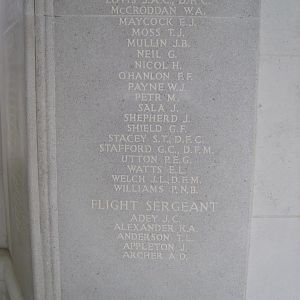 LOVIS J.A.C., D.F.C.
McCRODDAN W.A.
MAYCOCK E.J.
MOSS T.J.
MULLIN J.B.
NEIL G.
NICOL H.
O'HANLON F.F.
PAYNE W.J.
PETR M.
SALA J.
SHEPHERD J.
SHIELD G.F.
STACEY S.T., D.F.C.
STAFFORD G.C., D.F.M.
UTTON P.E.G.
WATTS E.L.
WELCH J.L., D.F.M.
WILLIAMS P.N.B.
FLIGHT SERGEANT
ADEY J.C.
ALEXANDER R.A.
ANDERSON T.L.
APPLETON J.
ARCHER A.D.